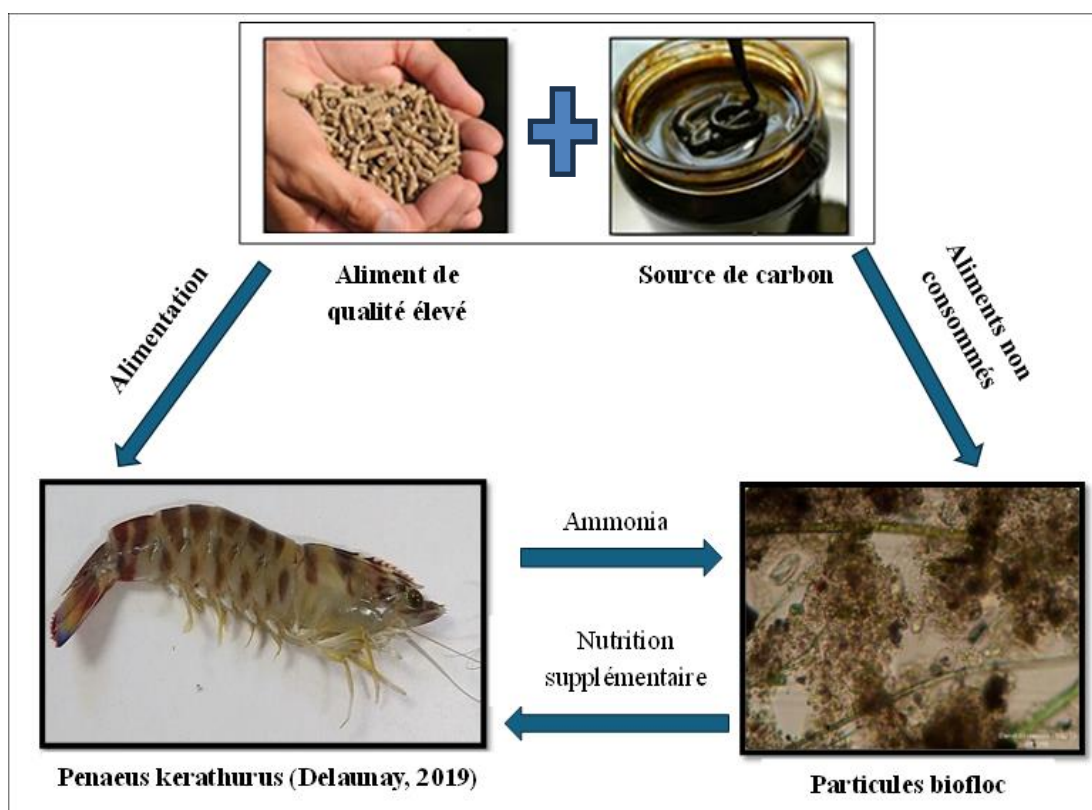 Aliment de
qualité élevé
Source de carbon
Alimentation
Aliments non
consommés
Ammonia
Nutrition
supplémentaire
Penaeus kerathurus (Delaunay, 2019)
Particules biofloc